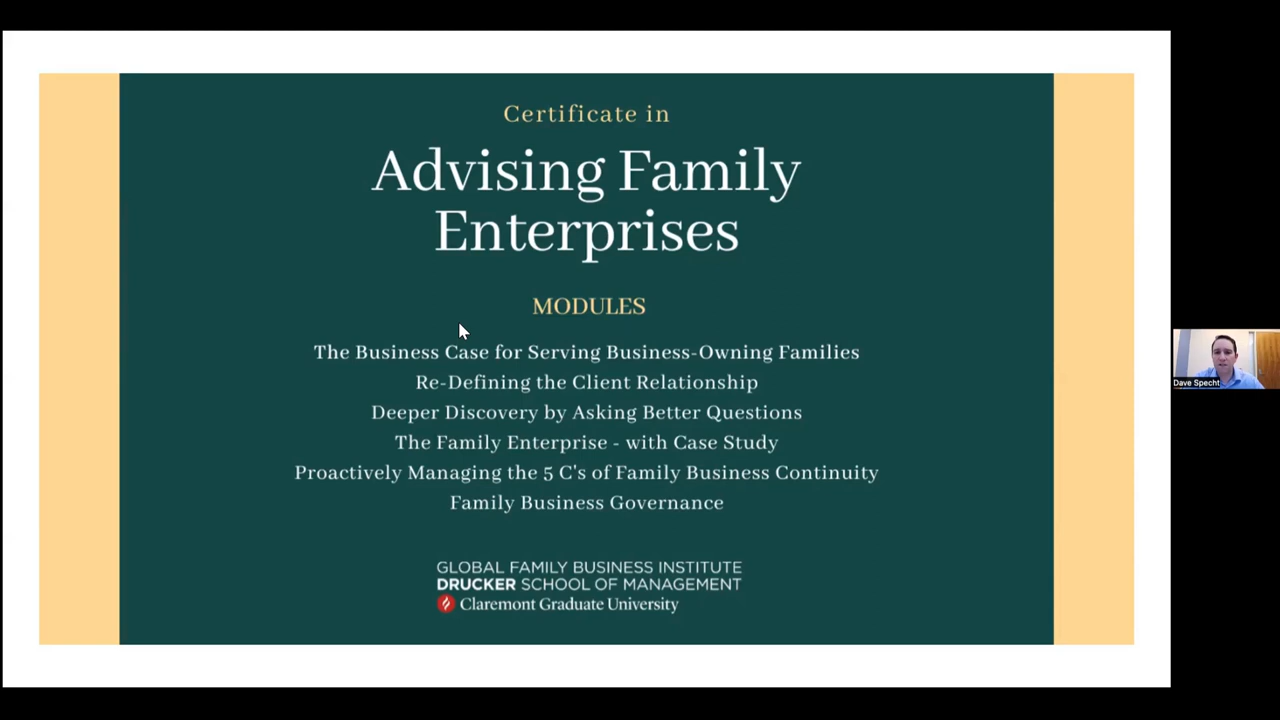 Certificate in
Advising Family
Enterprises
MODULES
The Business Case for Serving Business-Owning Families
Re-Defining the Client Relationship
Deeper Discovery by Asking Better Questions
The Family Enterprise - with Case Study
Proactively Managing the 5 C's of Family Business Continuity
Family Business Governance
GLOBAL FAMILY BUSINESS INSTITUTE
DRUCKER SCHOOL OF MANAGEMENT
Claremont Graduate University
Dave Specht